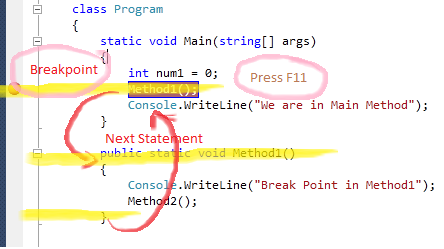 class Program
{
static void Main(string[] args)
{
Breakpoint
int num1 = 0;
Press F11
Method1();
Console.WriteLine("We are in Main Method");
}
Next Statement
public static void Method1()
{
Console.WriteLine("Break Point in Method1");
Method2();
}